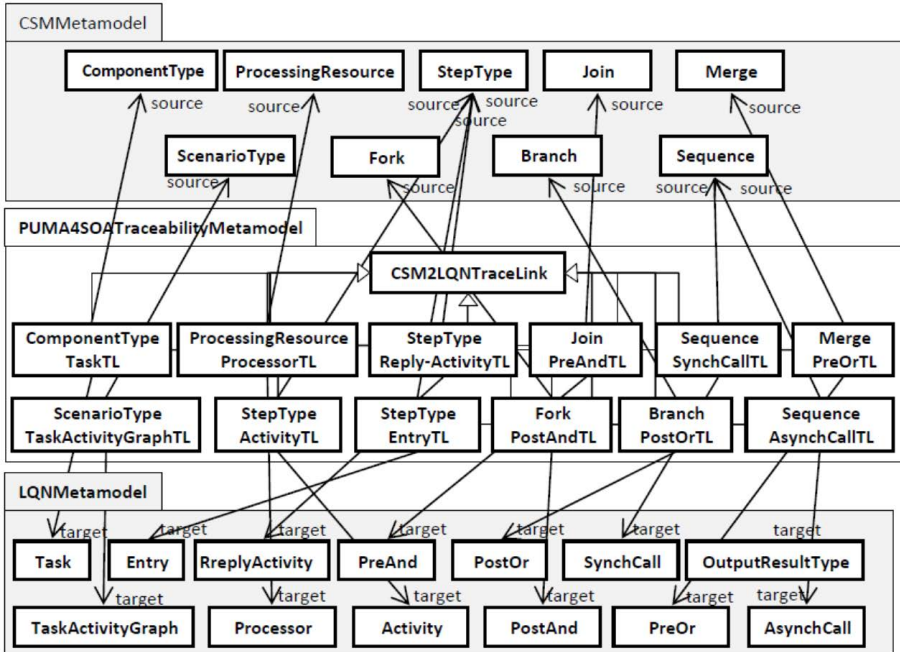 CSMMetamodel
ComponentType
ProcessingResource
StepType
Join
Merge
source
source
source
source
source
source
source
ScenarioType
Fork
Branch
Sequence
source
source
source
source
source
PUMA4SOATraceabilityMetamodel
CSM2LQNTraceLink
ComponentType
TaskTL
ProcessingResource
ProcessorTL
StepType
Reply-ActivityTL
Join
PreAndTL
Sequence
SynchCallTL
Merge
PreOrTL
ScenarioType
TaskActivityGraphTL
StepType
ActivityTL
StepType
EntryTL
Fork
PostAndTL
Branch
PostOrTL
Sequence
AsynchCallTL
LQNMetamodel
target
target
target
target
target
target
target
Task
Entry
RreplyActivity
PreAnd
PostOr
SynchCall
OutputResultType
target
target
target
target
target
target
TaskActivityGraph
Processor
Activity
PostAnd
PreOr
AsynchCall